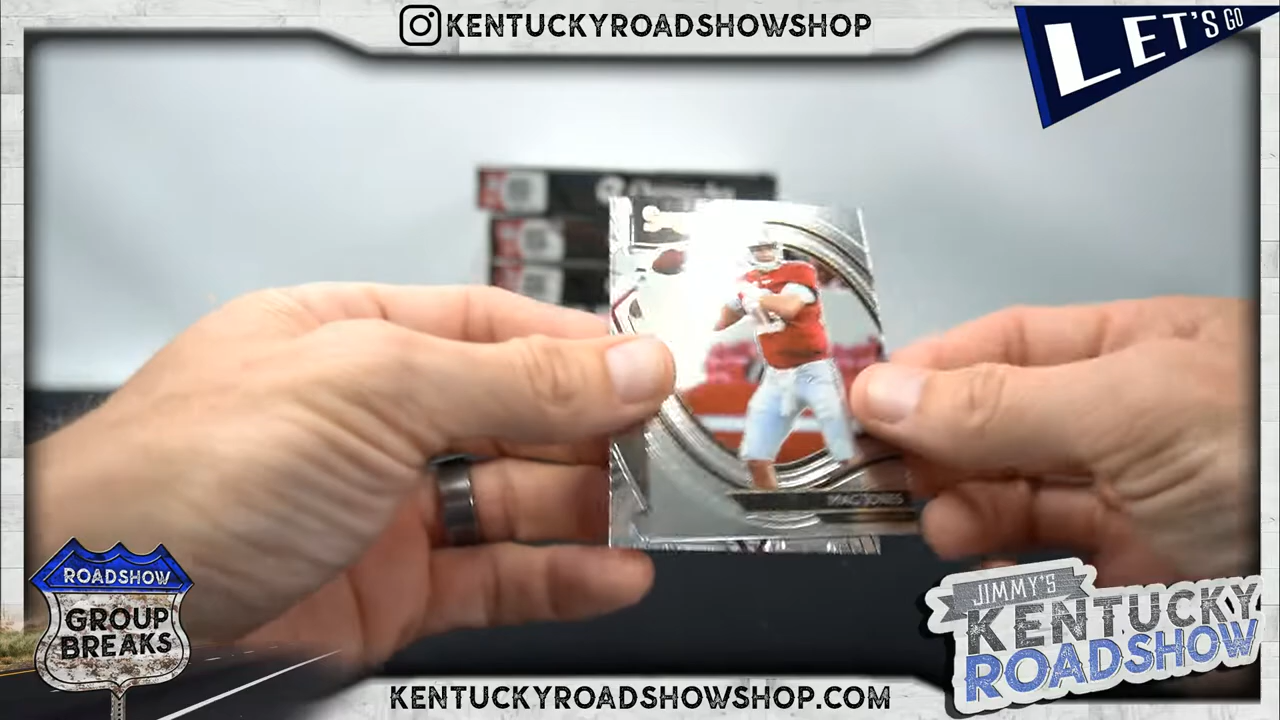 KENTUCKYROADSHOWSHOP
LET'S GO
MAC JONES
ROADSHOW
GROUP
BREAKS
JIMMY'S
KENTUCKY
ROADSHOW
KENTUCKYROADSHOWSHOP.COM